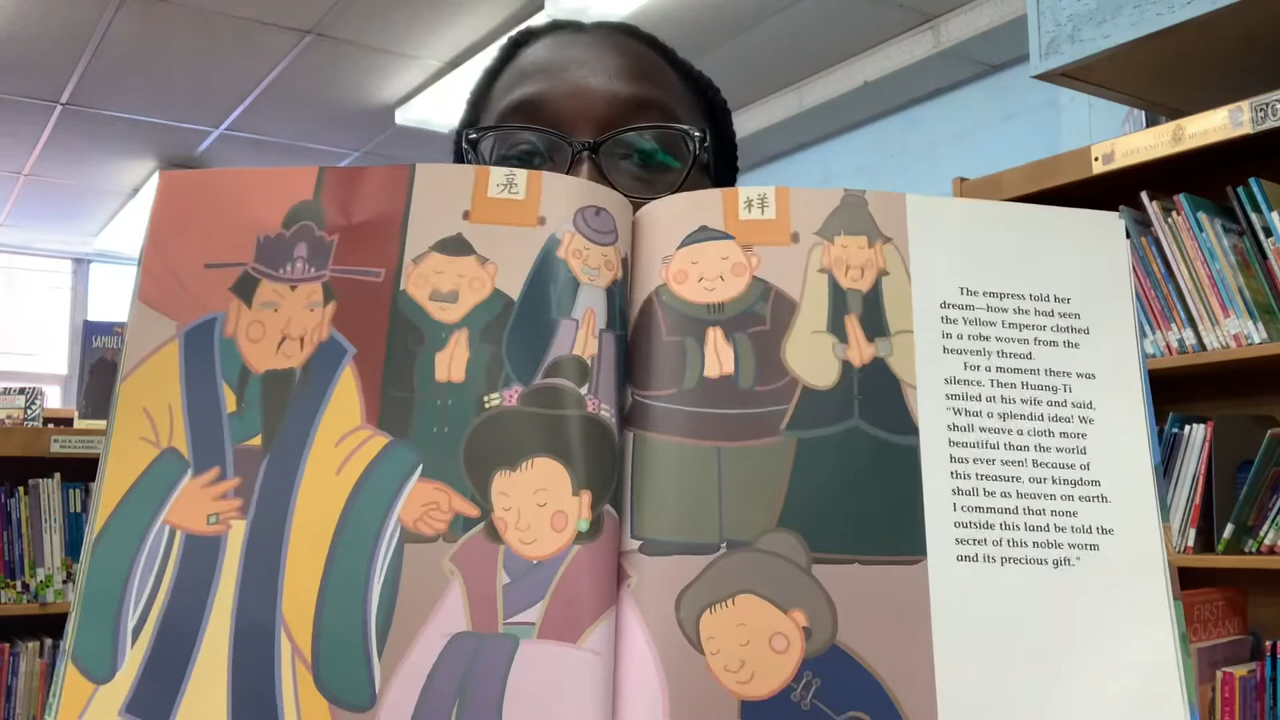 亮
祥
The empress told her
dream—how she had seen
the Yellow Emperor clothed
in a robe woven from the
heavenly thread.
For a moment there was
silence. Then Huang-Ti
smiled at his wife and said,
"What a splendid idea! We
shall weave a cloth more
beautiful than the world
has ever seen! Because of
this treasure, our kingdom
shall be as heaven on earth.
I command that none
outside this land be told the
secret of this noble worm
and its precious gift."
SAMUEL
BLACK AMERICAN
BIOGRAPHIES
FO
FIRST